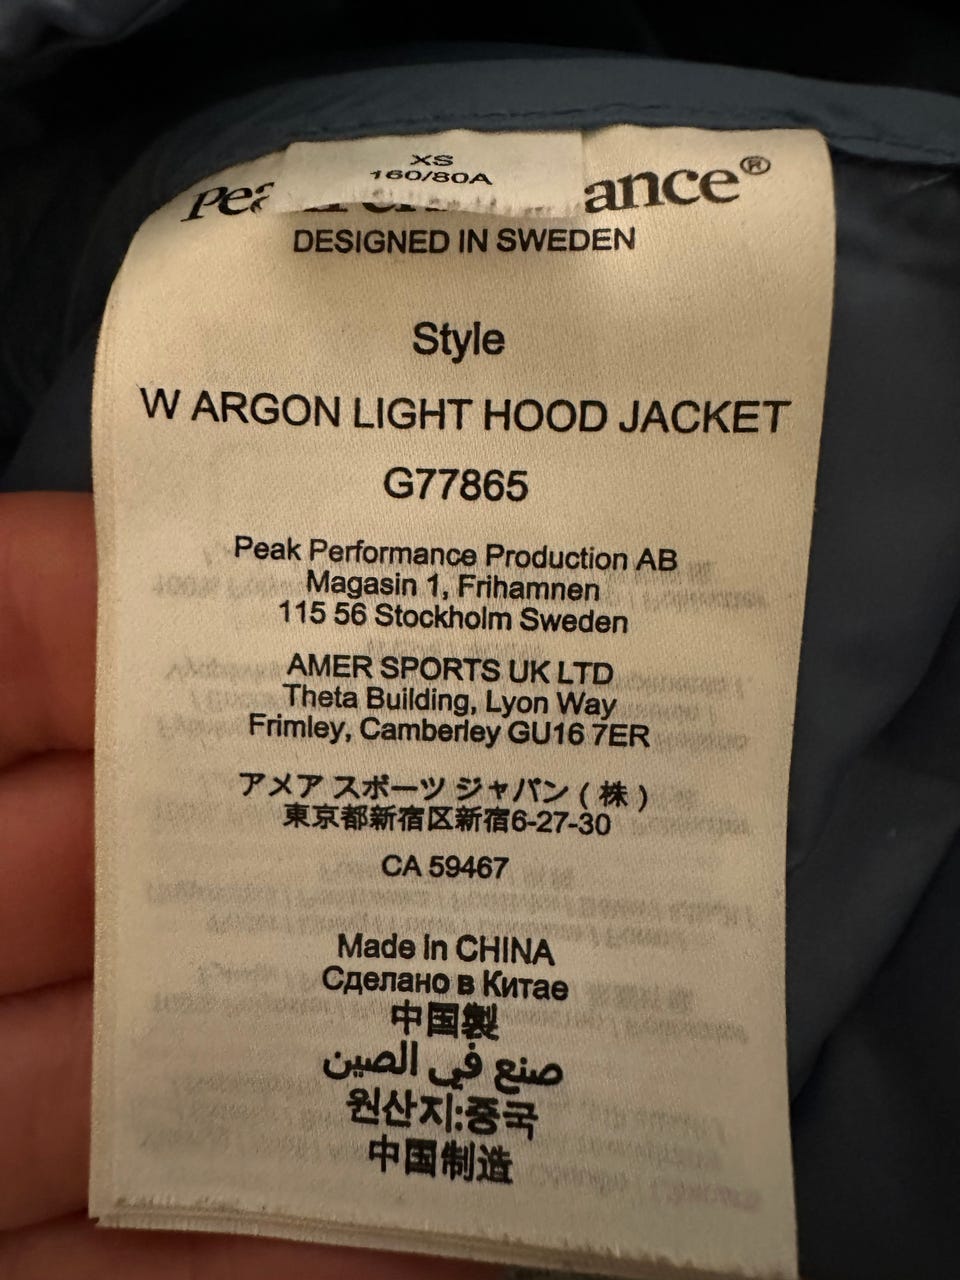 XS
160/80A
Pea ance®
DESIGNED IN SWEDEN
Style
W ARGON LIGHT HOOD JACKET
G77865
Peak Performance Production AB
Magasin 1, Frihamnen
115 56 Stockholm Sweden
AMER SPORTS UK LTD
Theta Building, Lyon Way
Frimley, Camberley GU16 7ER
アメア スポーツ ジャパン ( 株 )
東京都新宿区新宿6-27-30
CA 59467
Made in CHINA
Сделано в Китае
中国製
صنع في الصين
원산지:중국
中国制造